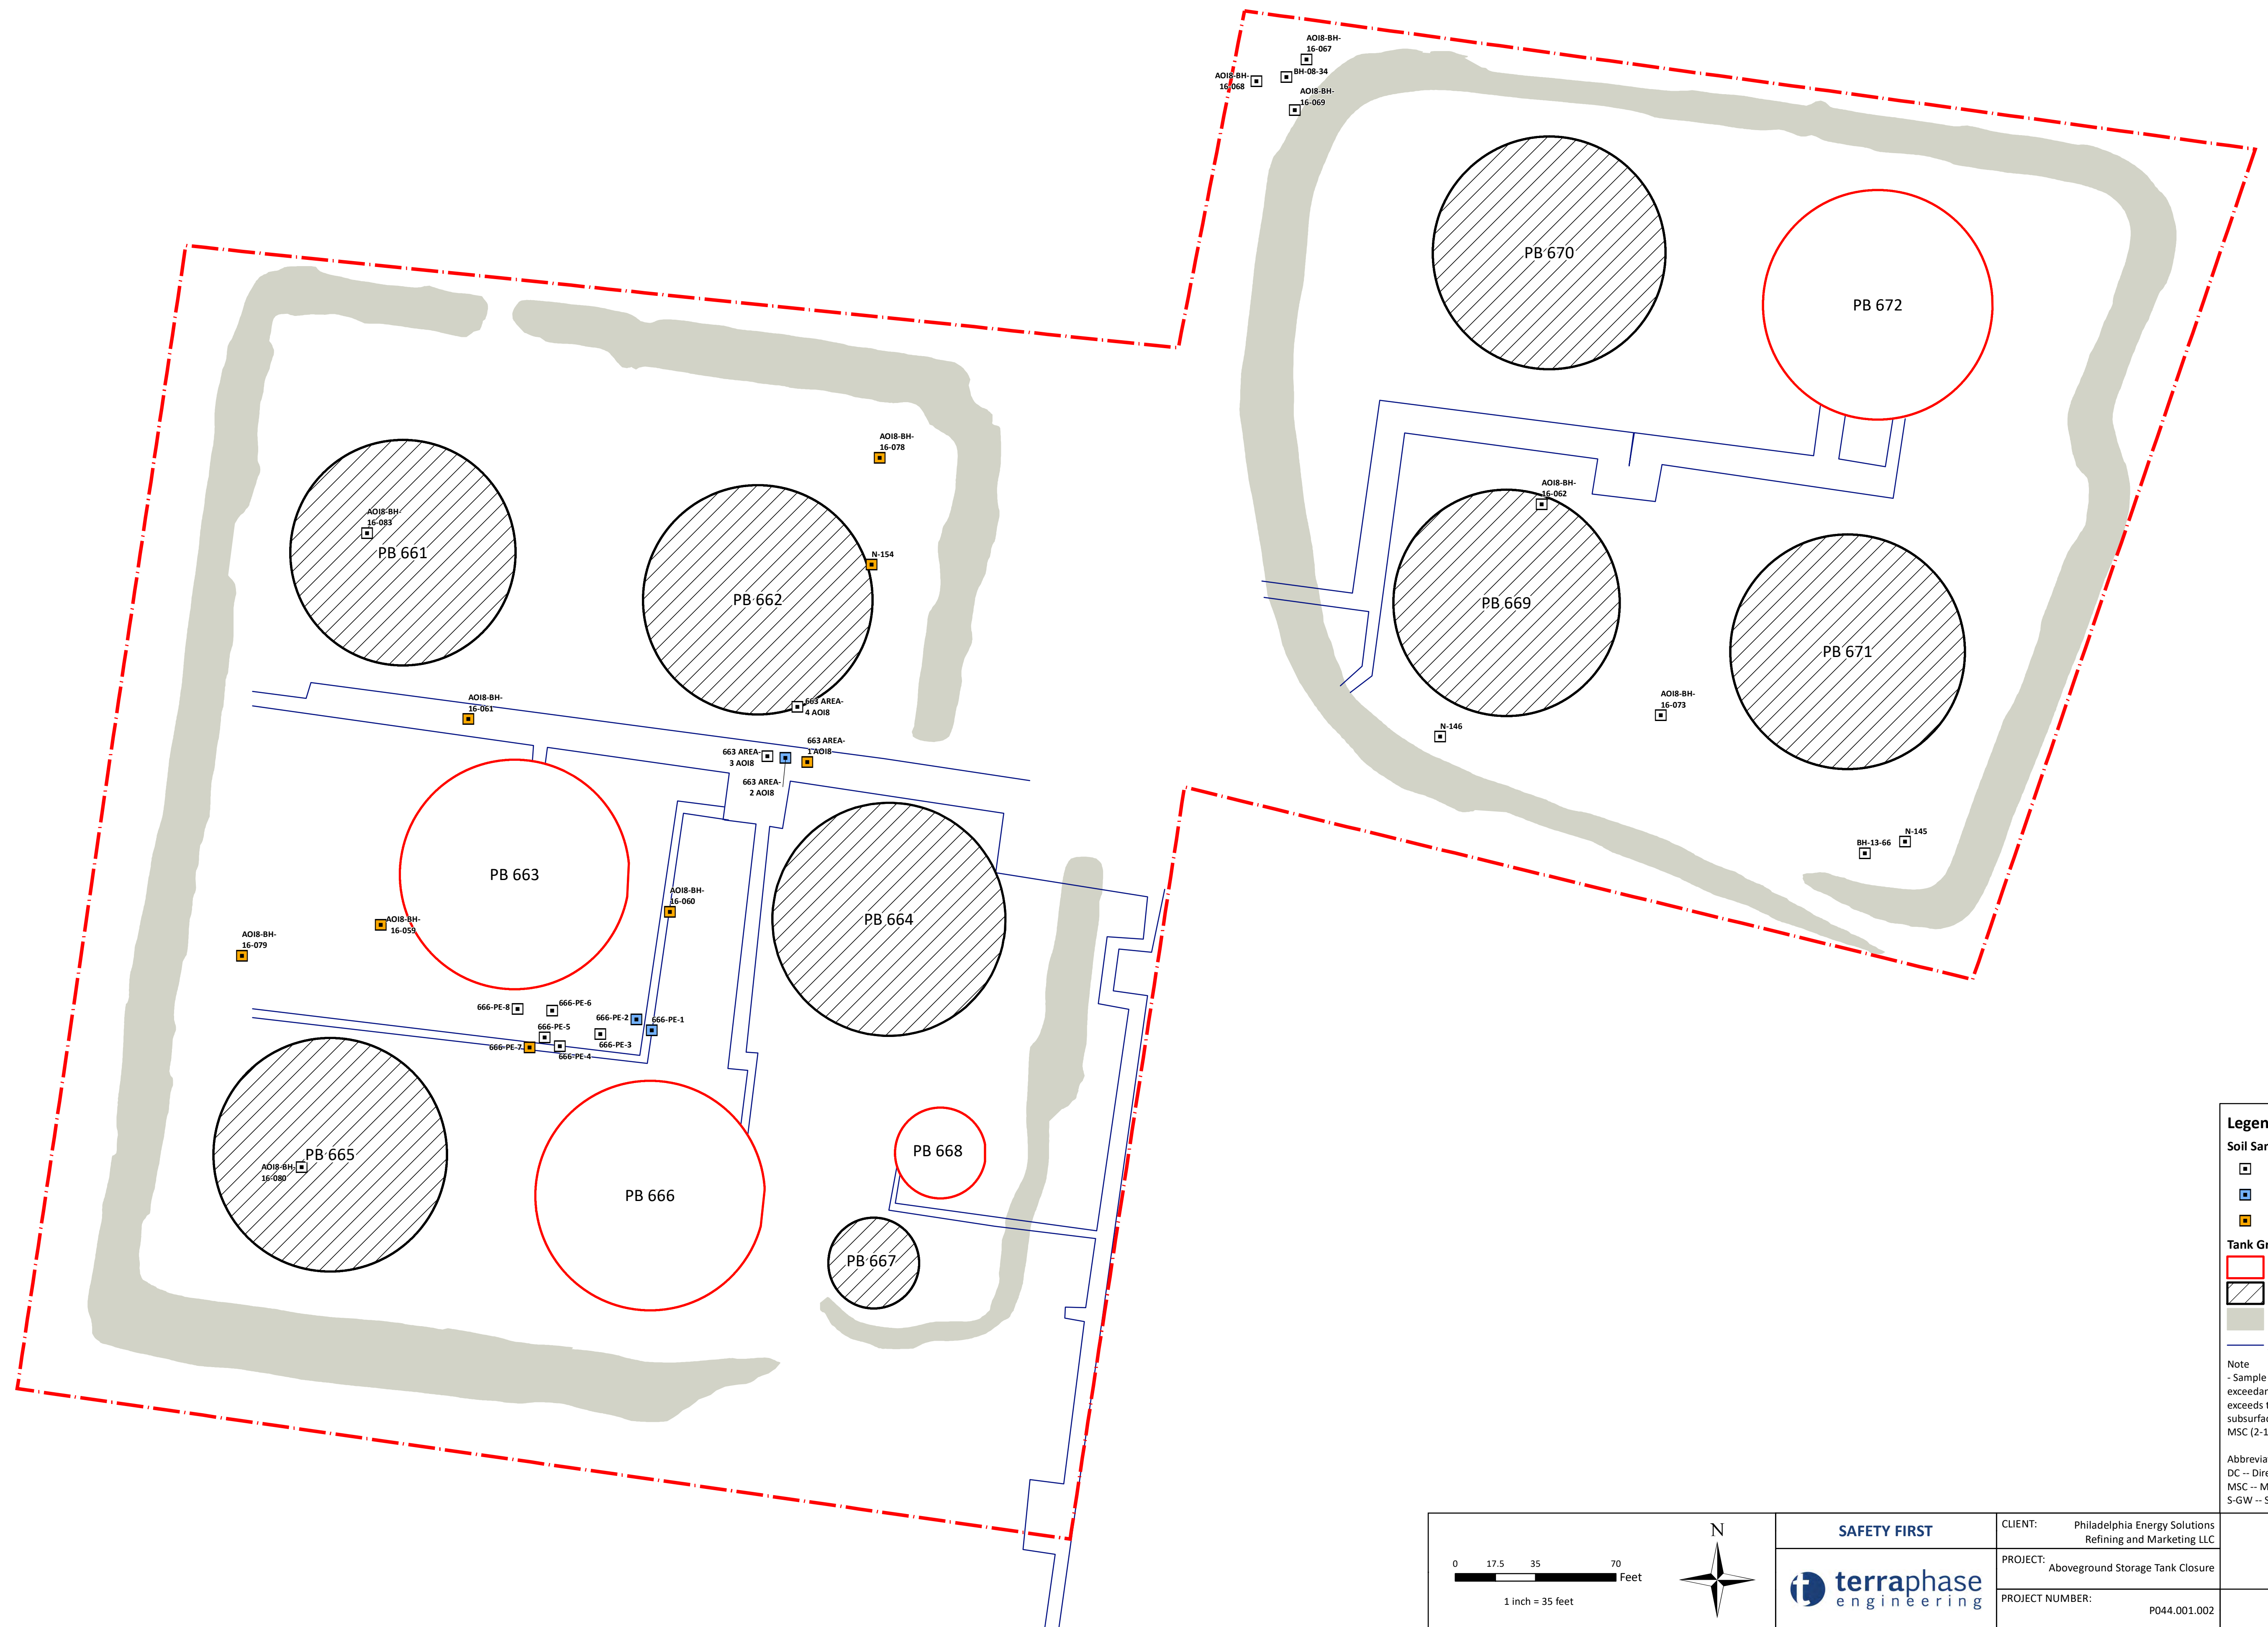 AOI8-BH-
16-067
BH-08-34
AOI8-BH-
16-068
AOI8-BH-
16-069
PB 670
PB 672
AOI8-BH-
16-078
AOI8-BH-
16-062
AOI8-BH-
16-083
PB 661
N-154
PB 662
PB 669
PB 671
AOI8-BH-
16-061
663 AREA-
4 AOI8
AOI8-BH-
16-073
N-146
663 AREA-
1 AOI8
663 AREA-
3 AOI8
663 AREA-
2 AOI8
N-145
BH-13-66
PB 663
AOI8-BH-
16-060
PB 664
AOI8-BH-
16-059
AOI8-BH-
16-079
666-PE-8
666-PE-6
666-PE-2
666-PE-1
666-PE-5
666-PE-3
666-PE-7
666-PE-4
PB 665
AOI8-BH-
16-080
PB 668
PB 666
PB 667
Legen
Soil Sar
Tank Gr
Note
- Sample
exceedar
exceeds t
subsurfac
MSC (2-1
Abbrevia
DC -- Dire
MSC -- M
S-GW -- S
0 17.5 35 70
Feet
1 inch = 35 feet
N
SAFETY FIRST
terraphase
engineering
CLIENT: Philadelphia Energy Solutions
Refining and Marketing LLC
PROJECT: Aboveground Storage Tank Closure
PROJECT NUMBER:
P044.001.002